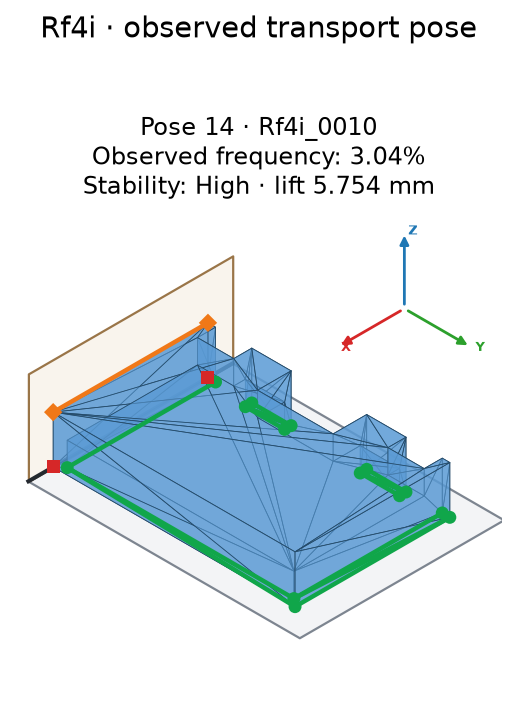 Rf4i · observed transport pose
Pose 14 · Rf4i_0010
Observed frequency: 3.04%
Stability: High · lift 5.754 mm
Z
X
Y